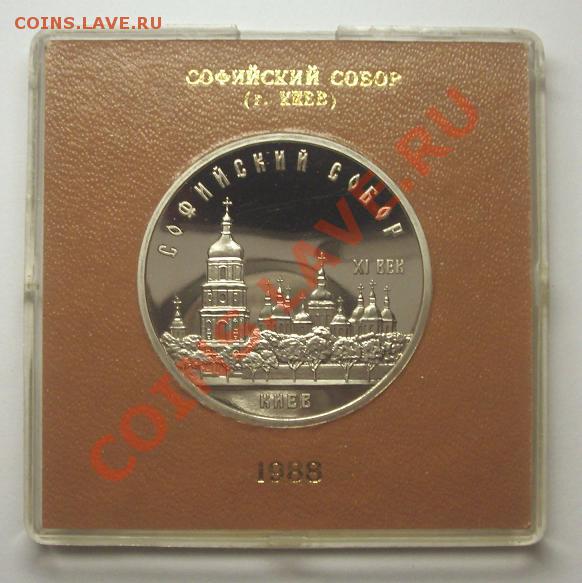 COINS.LAVE.RU
СОФИЙСКИЙ СОБОР
(г. КИЕВ)
СОФИЙСКИЙ СОБОР
XI ВЕК
КИЕВ
1988
COINS.LAVE.RU